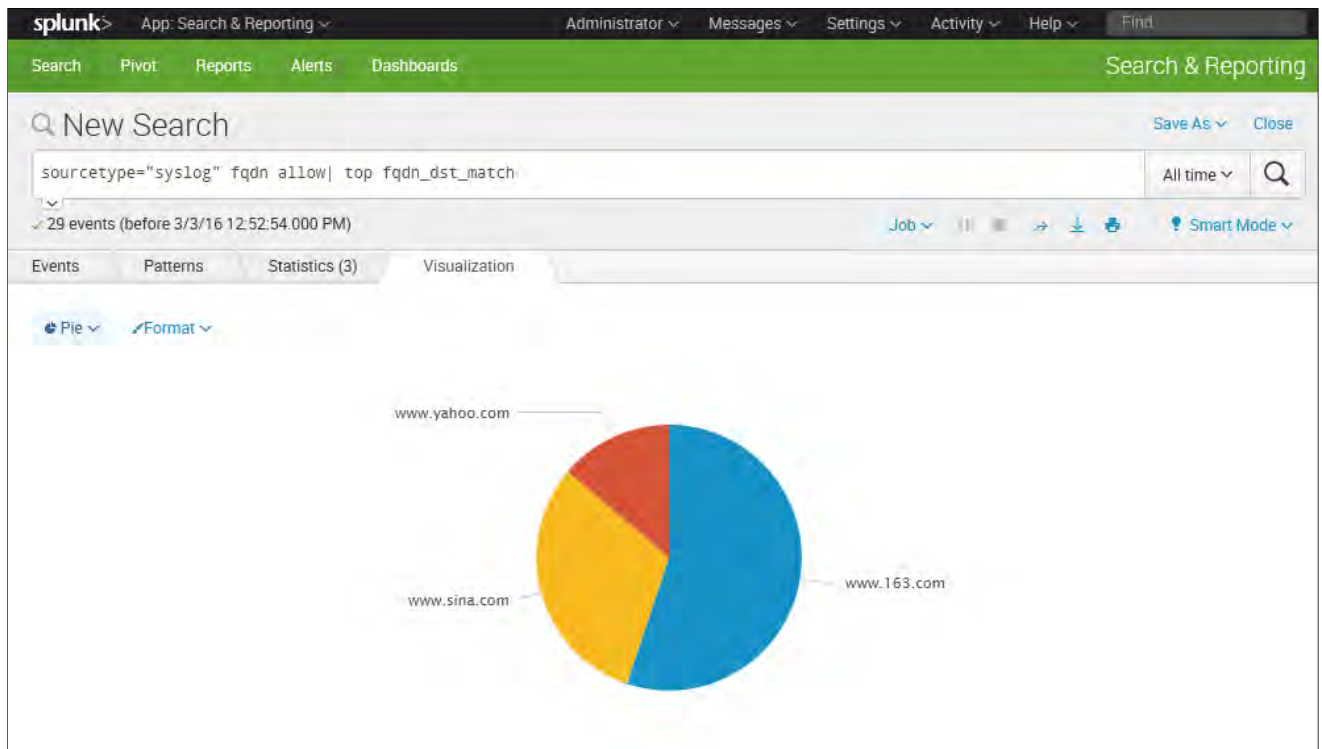 splunk> App: Search & Reporting Administrator Messages Settings Activity Help Find
Search Pivot Reports Alerts Dashboards Search & Reporting
New Search Save As Close
sourcetype="syslog" fqdn allow| top fqdn_dst_match All time
29 events (before 3/3/16 12:52:54.000 PM) Job Smart Mode
Events Patterns Statistics (3) Visualization
Pie Format
www.yahoo.com
www.163.com
www.sina.com